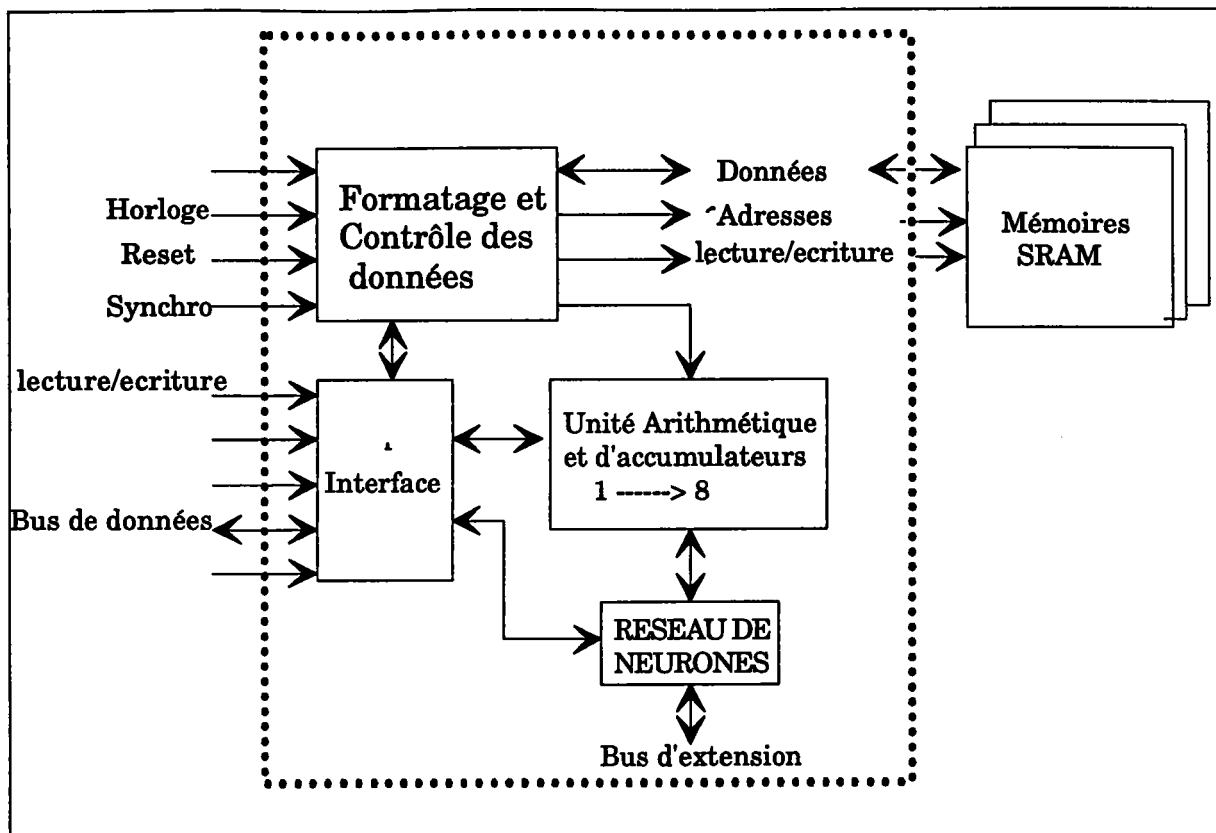 Horloge
Reset
Synchro
Formatage et
Contrôle des
données
Données
Adresses
lecture/ecriture
Mémoires
SRAM
lecture/ecriture
Bus de données
Interface
Unité Arithmétique
et d'accumulateurs
1 ------> 8
RESEAU DE
NEURONES
Bus d'extension